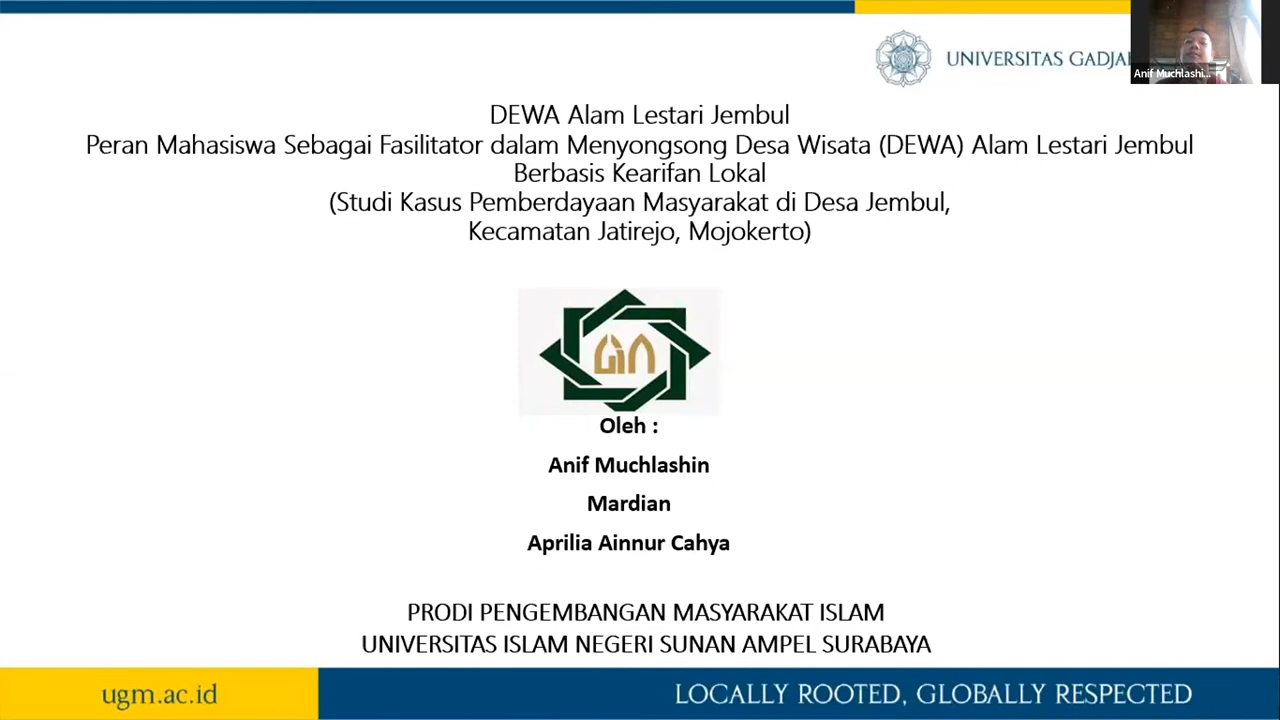 UNIVERSITAS GADJA
Anif Muchlashi...
DEWA Alam Lestari Jembul
Peran Mahasiswa Sebagai Fasilitator dalam Menyongsong Desa Wisata (DEWA) Alam Lestari Jembul
Berbasis Kearifan Lokal
(Studi Kasus Pemberdayaan Masyarakat di Desa Jembul,
Kecamatan Jatirejo, Mojokerto)
UIN
Oleh :
Anif Muchlashin
Mardian
Aprilia Ainnur Cahya
PRODI PENGEMBANGAN MASYARAKAT ISLAM
UNIVERSITAS ISLAM NEGERI SUNAN AMPEL SURABAYA
ugm.ac.id
LOCALLY ROOTED, GLOBALLY RESPECTED